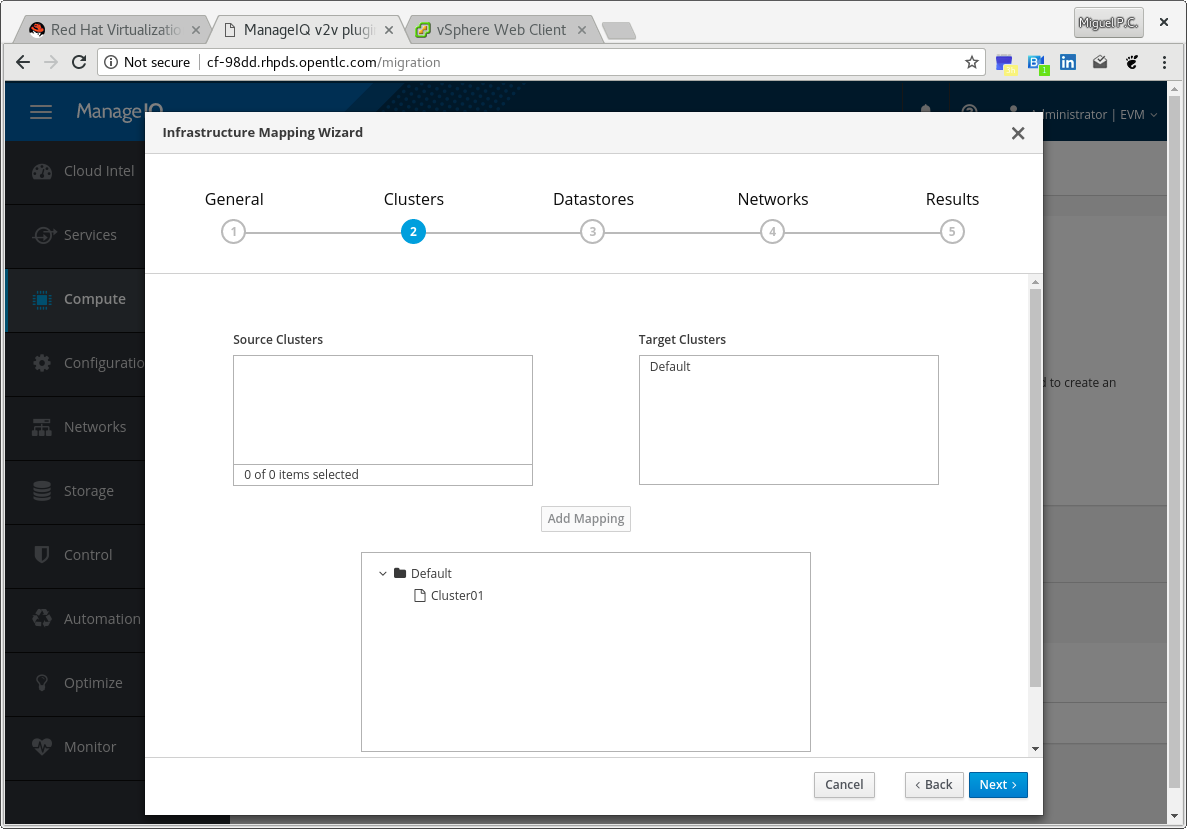 Red Hat Virtualizatio
ManageIQ v2v plugi
vSphere Web Client
Miguel P.C.
Not secure
cf-98dd.rhpds.opentlc.com/migration
ManageIQ
ministrator | EVM
Infrastructure Mapping Wizard
General
Clusters
Datastores
Networks
Results
1
2
3
4
5
Cloud Intel
Services
Compute
Configuratio
Networks
Storage
Control
Automation
Optimize
Monitor
Source Clusters
Target Clusters
Default
d to create an
0 of 0 items selected
Add Mapping
Default
Cluster01
Cancel
Back
Next